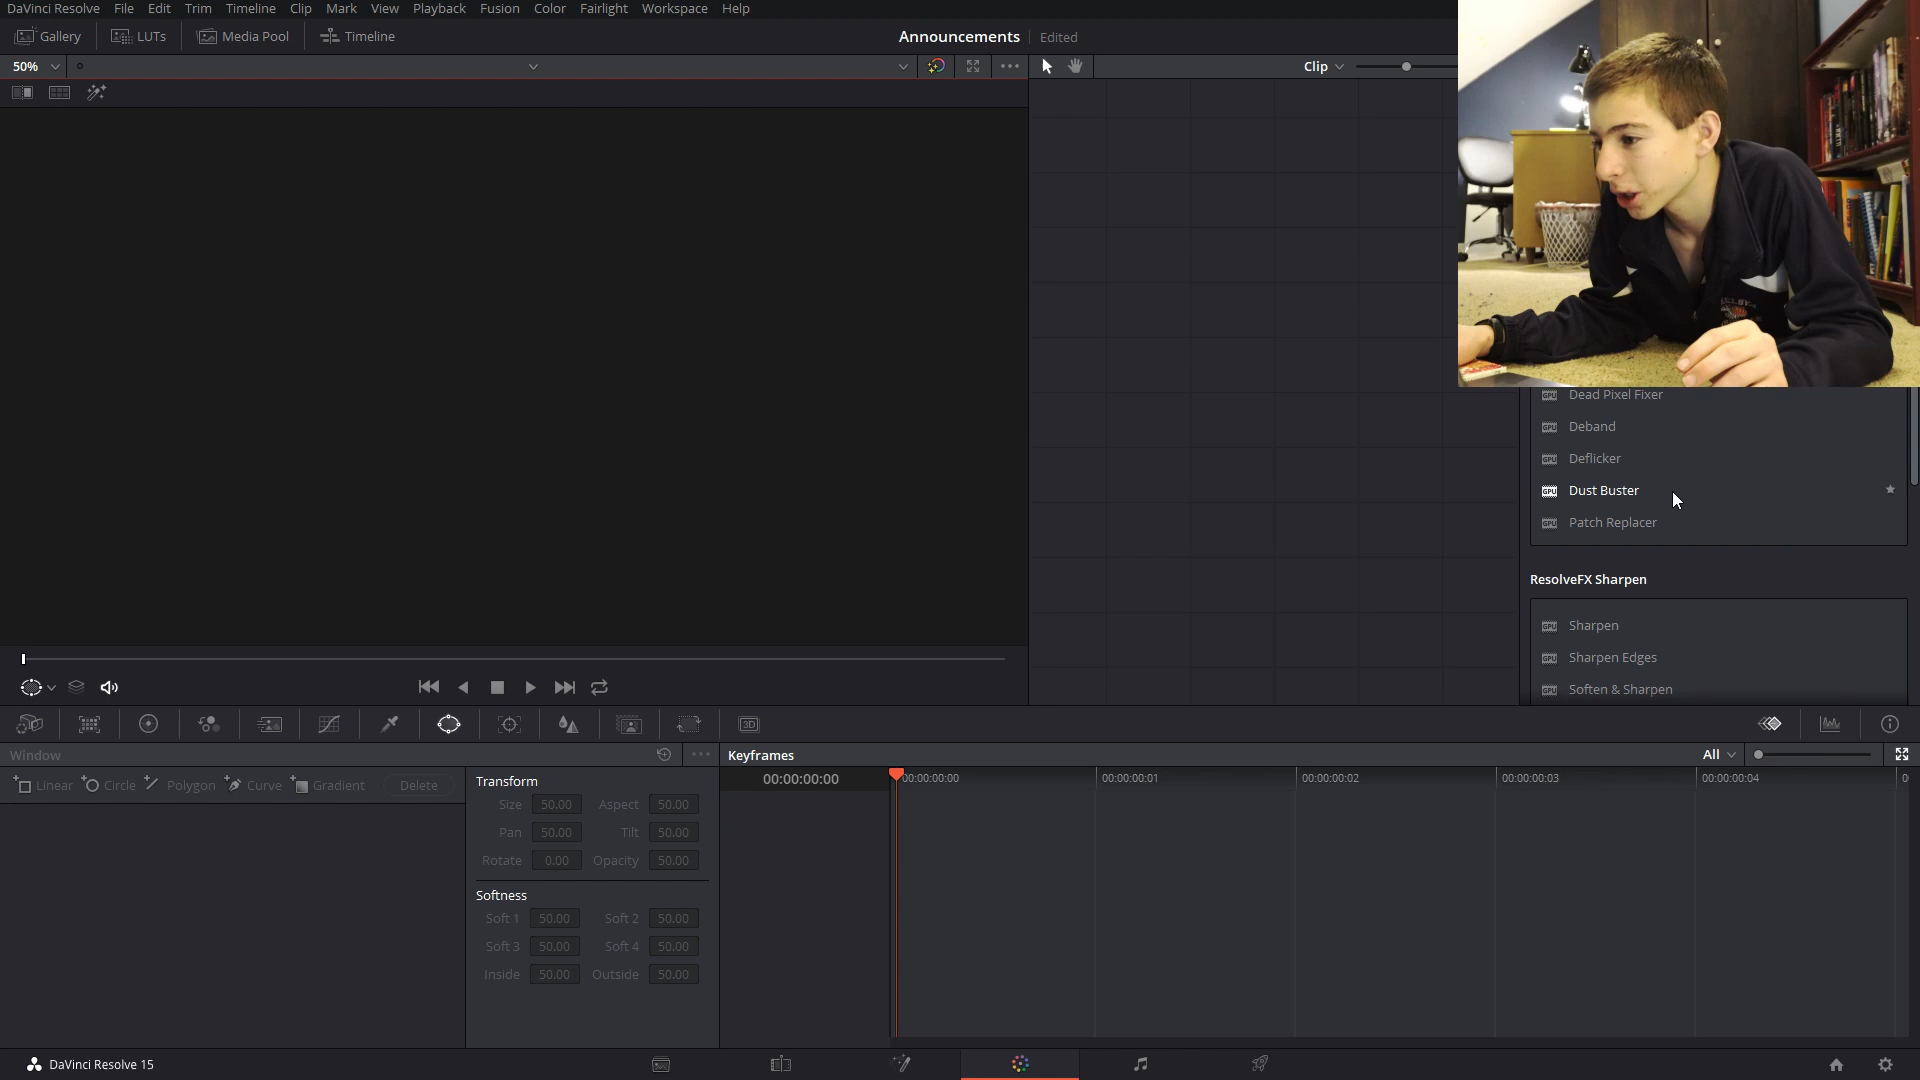 DaVinci Resolve File Edit Trim Timeline Clip Mark View Playback Fusion Color Fairlight Workspace Help
Gallery LUTs Media Pool Timeline Announcements Edited
50% Clip
Dead Pixel Fixer
Deband
Deflicker
GPU Dust Buster
Patch Replacer
ResolveFX Sharpen
Sharpen
Sharpen Edges
Soften & Sharpen
3D
Window
Keyframes All
Linear Circle Polygon Curve Gradient Delete
Transform
Size 50.00 Aspect 50.00
Pan 50.00 Tilt 50.00
Rotate 0.00 Opacity 50.00
Softness
Soft 1 50.00 Soft 2 50.00
Soft 3 50.00 Soft 4 50.00
Inside 50.00 Outside 50.00
00:00:00:00 00:00:00:00 00:00:00:01 00:00:00:02 00:00:00:03 00:00:00:04 0
DaVinci Resolve 15